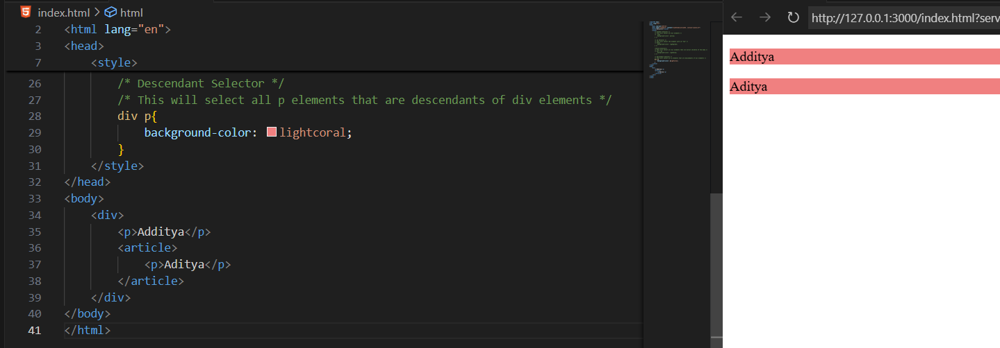 index.html > html
2 <html lang="en">
3 <head>
7 <style>
26 /* Descendant Selector */
27 /* This will select all p elements that are descendants of div elements */
28 div p{
29 background-color: lightcoral;
30 }
31 </style>
32 </head>
33 <body>
34 <div>
35 <p>Additya</p>
36 <article>
37 <p>Aditya</p>
38 </article>
39 </div>
40 </body>
41 </html>
http://127.0.0.1:3000/index.html?serv
Additya
Aditya